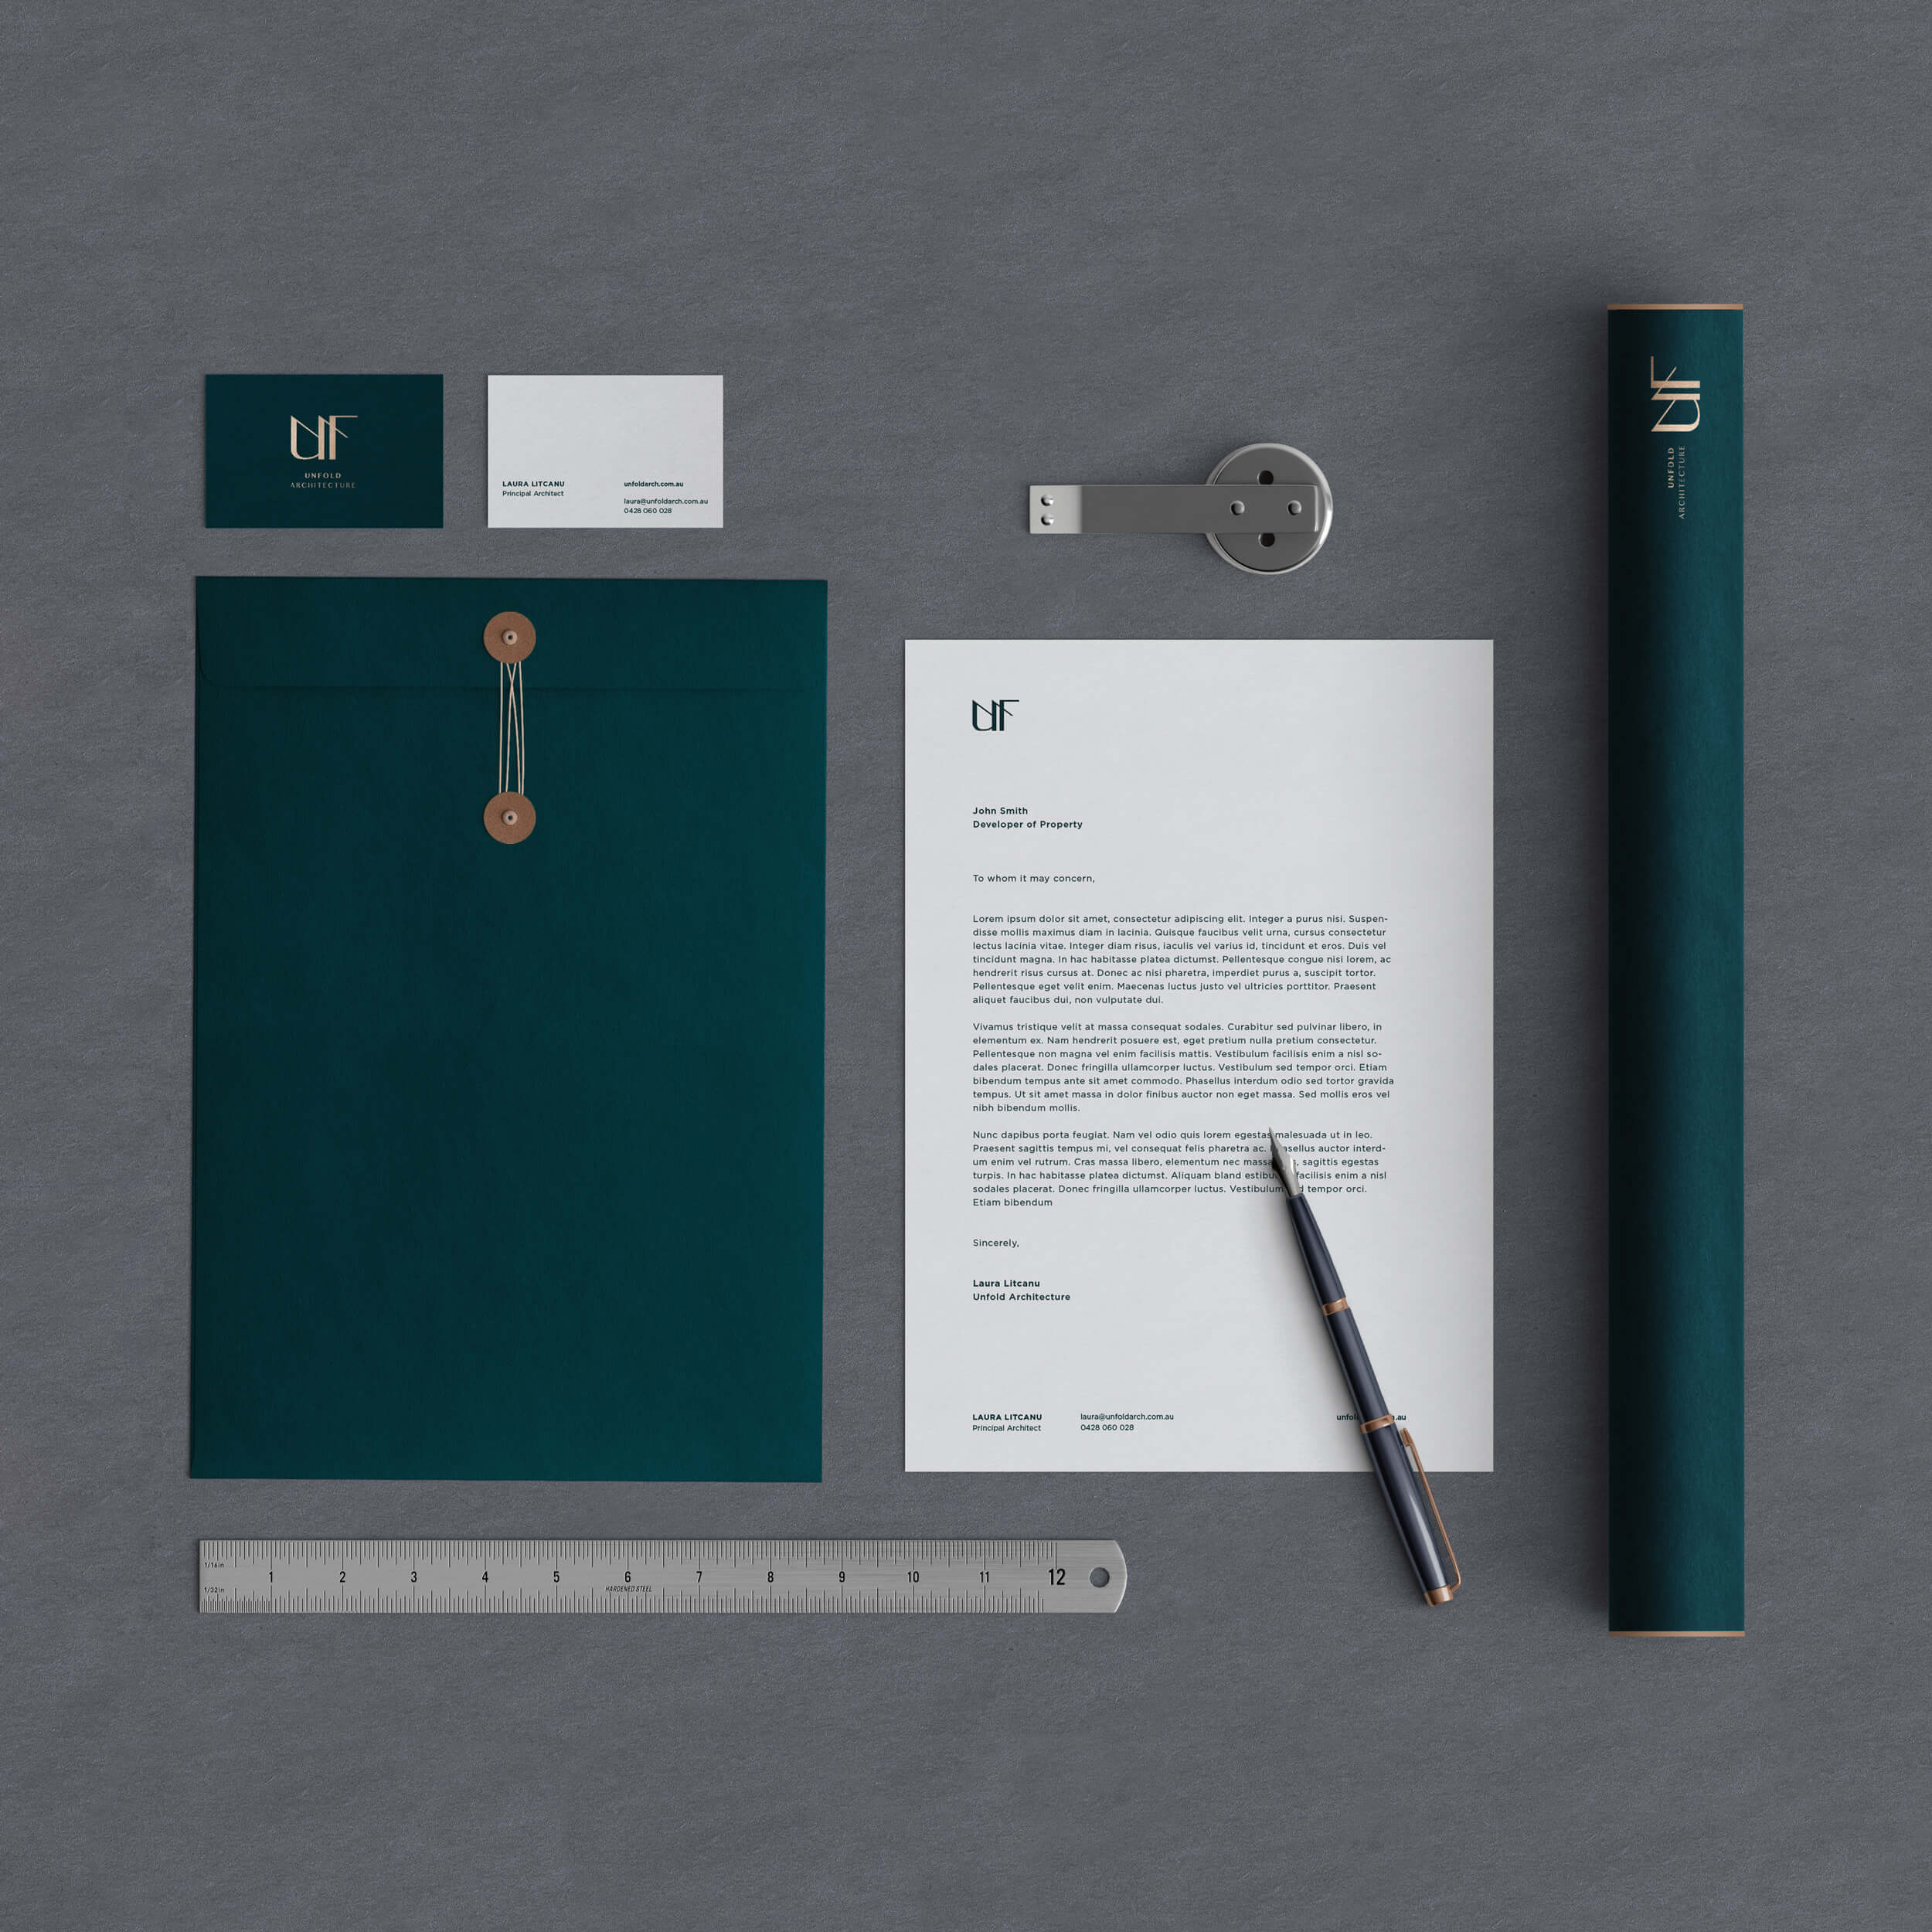 UF
UNFOLD
ARCHITECTURE
LAURA LITCANU
Principal Architect
unfoldarch.com.au
laura@unfoldarch.com.au
0428 060 028
UF
UNFOLD
ARCHITECTURE
UF
John Smith
Developer of Property
To whom it may concern,
Lorem ipsum dolor sit amet, consectetur adipiscing elit. Integer a purus nisi. Suspen-
disse mollis maximus diam in lacinia. Quisque faucibus velit urna, cursus consectetur
lectus lacinia vitae. Integer diam risus, iaculis vel varius id, tincidunt et eros. Duis vel
tincidunt magna. In hac habitasse platea dictumst. Pellentesque congue nisi lorem, ac
hendrerit risus cursus at. Donec ac nisi pharetra, imperdiet purus a, suscipit tortor.
Pellentesque eget velit enim. Maecenas luctus justo vel ultricies porttitor. Praesent
aliquet faucibus dui, non vulputate dui.
Vivamus tristique velit at massa consequat sodales. Curabitur sed pulvinar libero, in
elementum ex. Nam hendrerit posuere est, eget pretium nulla pretium consectetur.
Pellentesque non magna vel enim facilisis mattis. Vestibulum facilisis enim a nisl so-
dales placerat. Donec fringilla ullamcorper luctus. Vestibulum sed tempor orci. Etiam
bibendum tempus ante sit amet commodo. Phasellus interdum odio sed tortor gravida
tempus. Ut sit amet massa in dolor finibus auctor non eget massa. Sed mollis eros vel
nibh bibendum mollis.
Nunc dapibus porta feugiat. Nam vel odio quis lorem egestas malesuada ut in leo.
Praesent sagittis tempus mi, vel consequat felis pharetra ac. auctor interd-
um enim vel rutrum. Cras massa libero, elementum nec massa sagittis egestas
turpis. In hac habitasse platea dictumst. Aliquam bland facilisis enim a nisl
sodales placerat. Donec fringilla ullamcorper luctus. Vestibulum tempor orci.
Etiam bibendum
Sincerely,
Laura Litcanu
Unfold Architecture
LAURA LITCANU
Principal Architect
laura@unfoldarch.com.au
0428 060 028
1/16in
1 2 3 4 5 6 7 8 9 10 11 12
1/32in
HARDENED STEEL